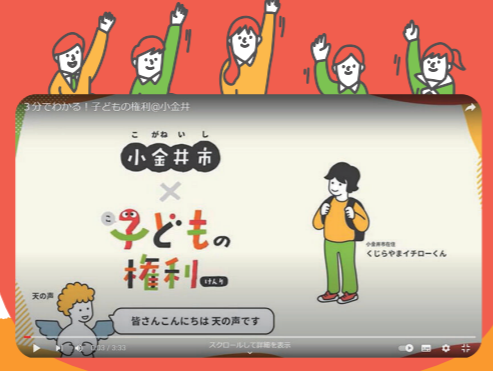 3分でわかる!子どもの権利@小金井
こがねいし
小金井市
×
こ
子どもの
権利
けんり
小金井市在住
くじらやまイチローくん
天の声
皆さんこんにちは 天の声です
スクロールして詳細を表示
/ 3:33